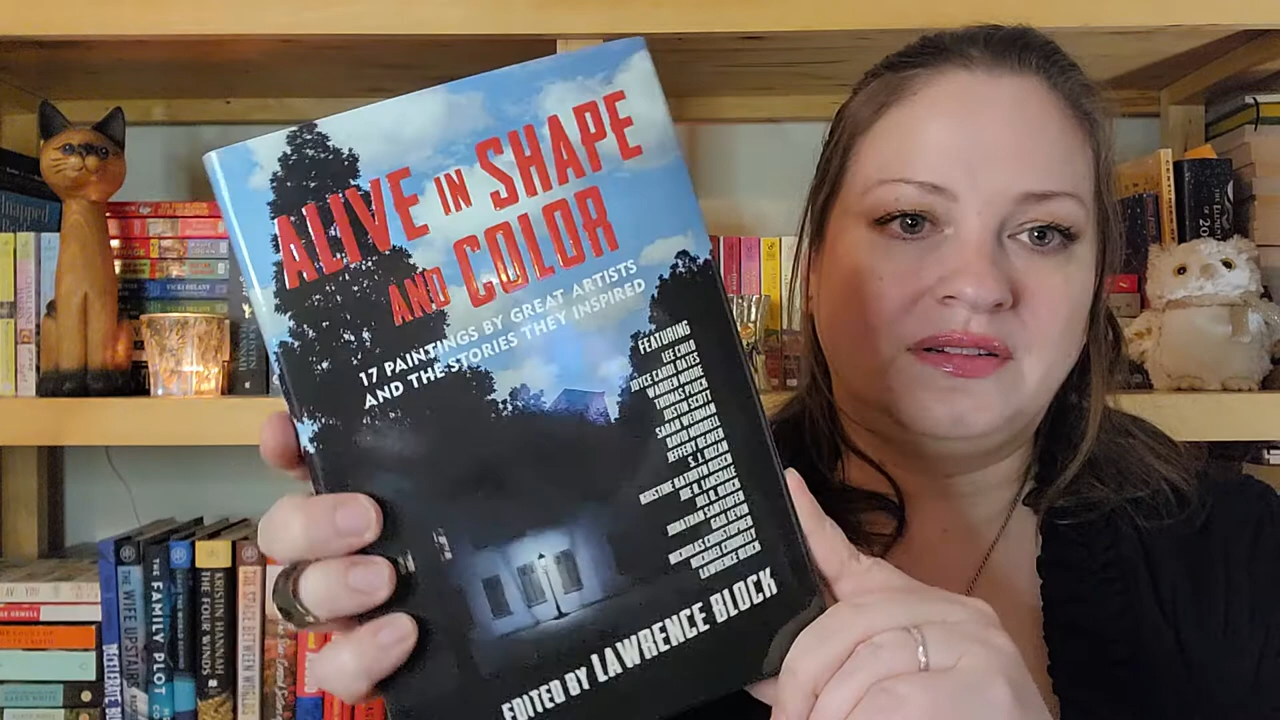 ALIVE IN SHAPE
AND COLOR
17 PAINTINGS BY GREAT ARTISTS
AND THE STORIES THEY INSPIRED
FEATURING
LEE CHILD
JOYCE CAROL OATES
WARREN MOORE
THOMAS PLUCK
JUSTIN SCOTT
SARAH WEINMAN
DAVID MORRELL
JEFFERY DEAVER
S. J. ROZAN
KRISTINE KATHRYN RUSCH
JOE R. LANSDALE
JILL D. BLOCK
JONATHAN SANTLOFER
GAIL LEVIN
NICHOLAS CHRISTOPHER
MICHAEL CONNELLY
LAWRENCE BLOCK
EDITED BY LAWRENCE BLOCK
VICKI DELANY
THE WIFE UPSTAIRS
THE FAMILY PLOT
KRISTIN HANNAH
THE FOUR WINDS
THE SPACE BETWEEN WORLDS